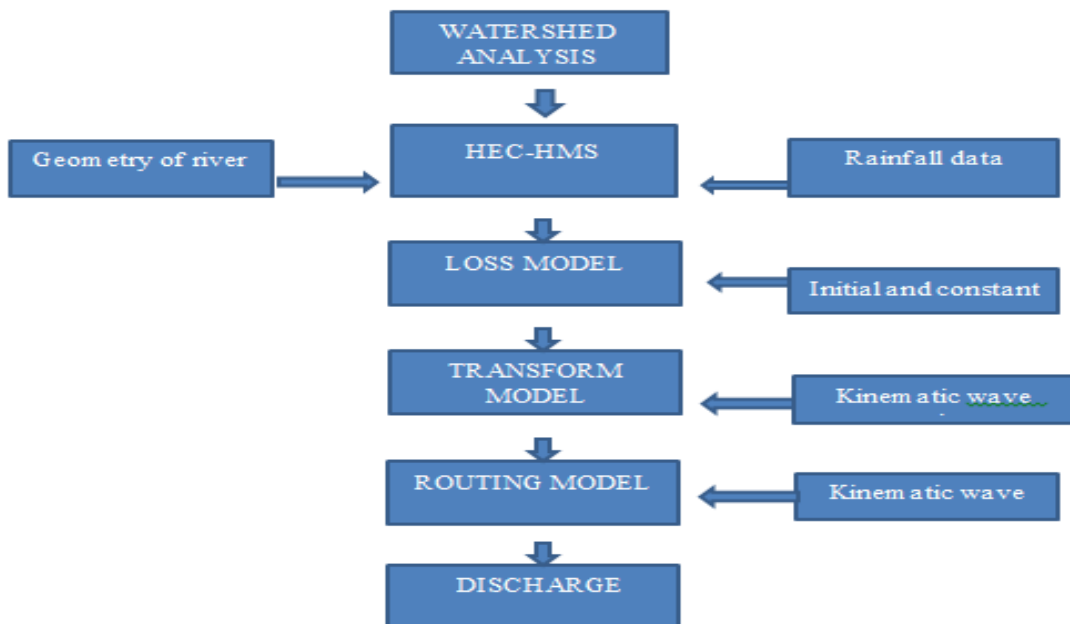 WATERSHED
ANALYSIS
Geometry of river
HEC-HMS
Rainfall data
LOSS MODEL
Initial and constant
TRANSFORM
MODEL
Kinematic wave
ROUTING MODEL
Kinematic wave
DISCHARGE